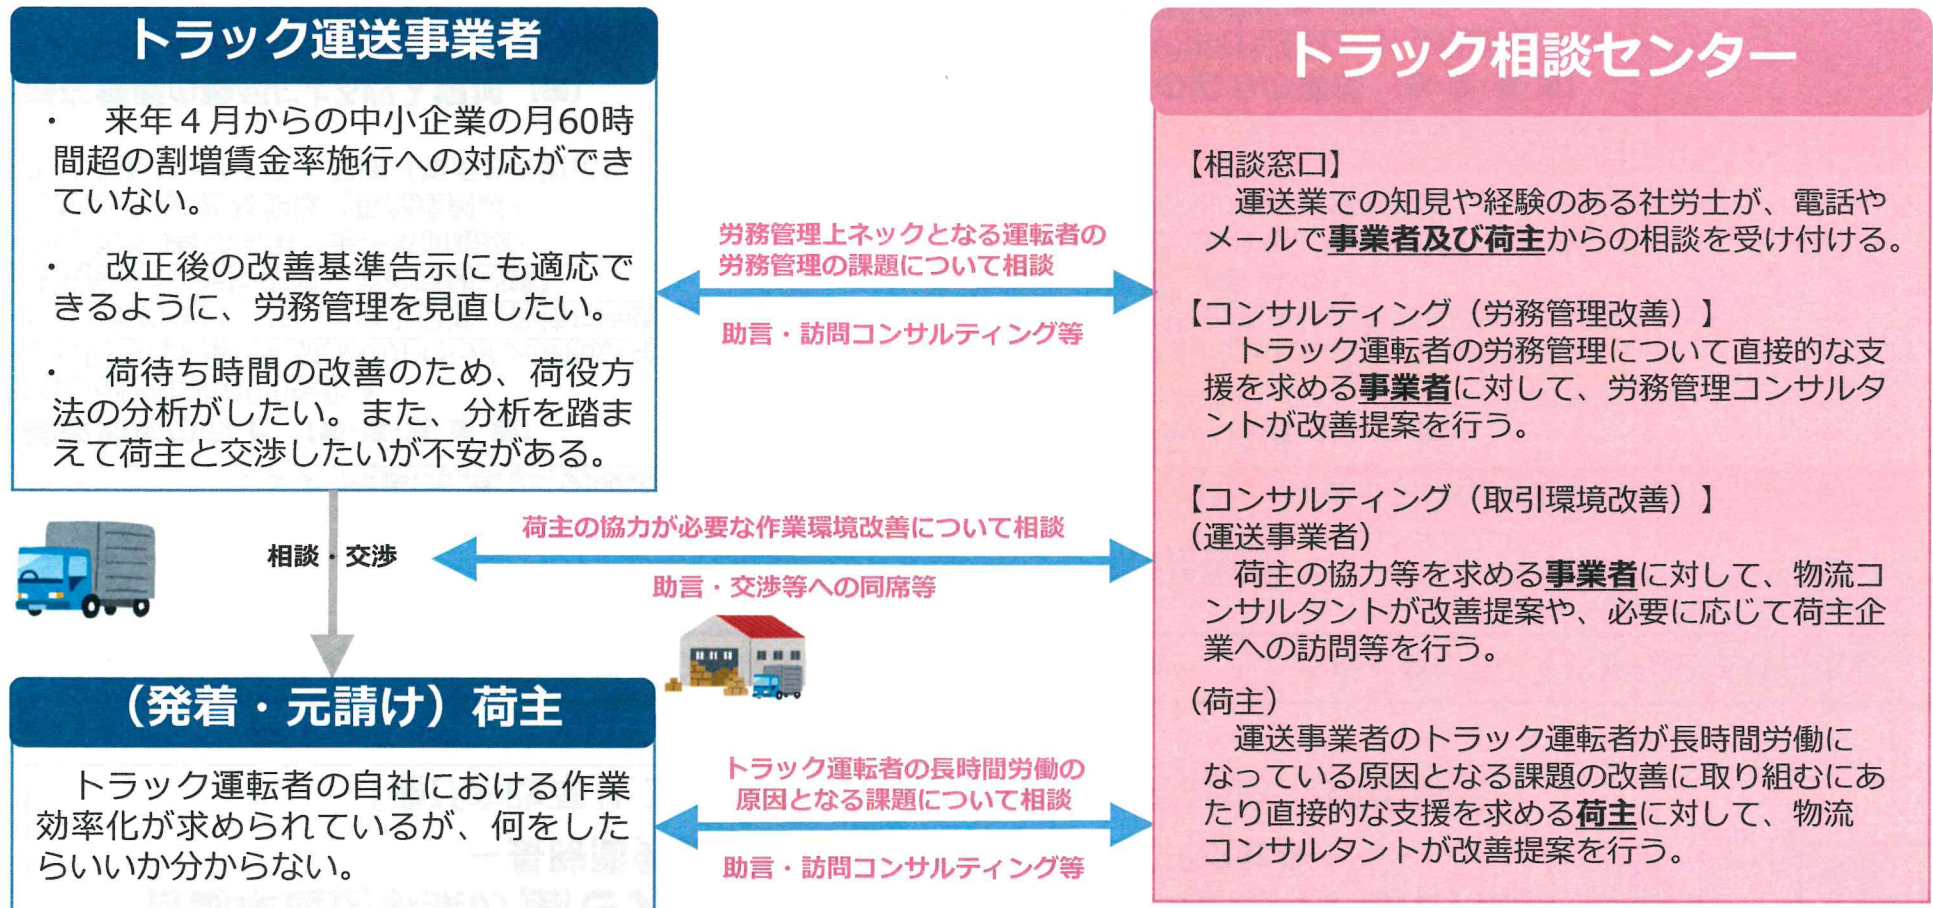 トラック運送事業者
・　来年４月からの中小企業の月60時
間超の割増賃金率施行への対応ができ
ていない。
・　改正後の改善基準告示にも適応で
きるように、労務管理を見直したい。
・　荷待ち時間の改善のため、荷役方
法の分析がしたい。また、分析を踏ま
えて荷主と交渉したいが不安がある。
相談・交渉
（発着・元請け）荷主
トラック運転者の自社における作業
効率化が求められているが、何をした
らいいか分からない。
労務管理上ネックとなる運転者の
労務管理の課題について相談
助言・訪問コンサルティング等
荷主の協力が必要な作業環境改善について相談
助言・交渉等への同席等
トラック運転者の長時間労働の
原因となる課題について相談
助言・訪問コンサルティング等
トラック相談センター
【相談窓口】
運送業での知見や経験のある社労士が、電話や
メールで事業者及び荷主からの相談を受け付ける。
【コンサルティング（労務管理改善）】
トラック運転者の労務管理について直接的な支
援を求める事業者に対して、労務管理コンサルタ
ントが改善提案を行う。
【コンサルティング（取引環境改善）】
（運送事業者）
荷主の協力等を求める事業者に対して、物流コ
ンサルタントが改善提案や、必要に応じて荷主企
業への訪問等を行う。
（荷主）
運送事業者のトラック運転者が長時間労働に
なっている原因となる課題の改善に取り組むにあ
たり直接的な支援を求める荷主に対して、物流
コンサルタントが改善提案を行う。